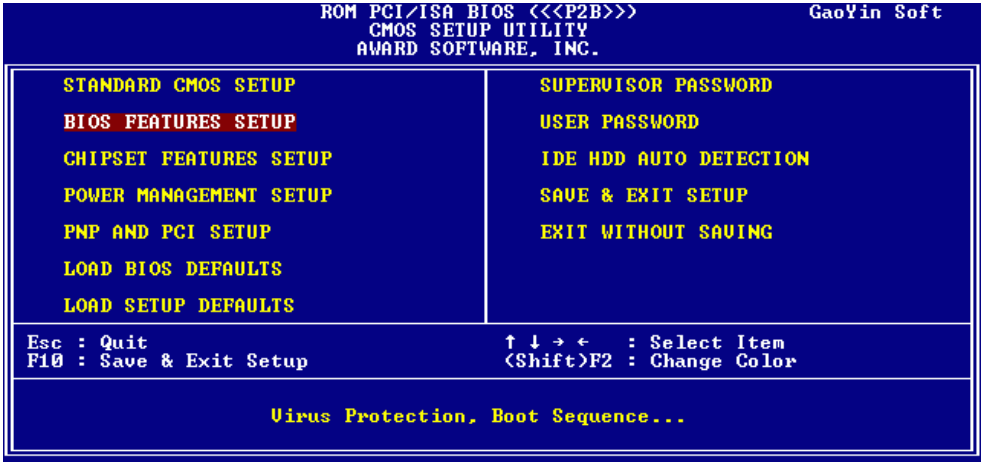 ROM PCI/ISA BIOS (<<P2B>>) GaoYin Soft
CMOS SETUP UTILITY
AWARD SOFTWARE, INC.
STANDARD CMOS SETUP
BIOS FEATURES SETUP
CHIPSET FEATURES SETUP
POWER MANAGEMENT SETUP
PNP AND PCI SETUP
LOAD BIOS DEFAULTS
LOAD SETUP DEFAULTS
SUPERVISOR PASSWORD
USER PASSWORD
IDE HDD AUTO DETECTION
SAVE & EXIT SETUP
EXIT WITHOUT SAVING
Esc : Quit
F10 : Save & Exit Setup
↑ ↓ → ← : Select Item
(Shift)F2 : Change Color
Virus Protection, Boot Sequence...